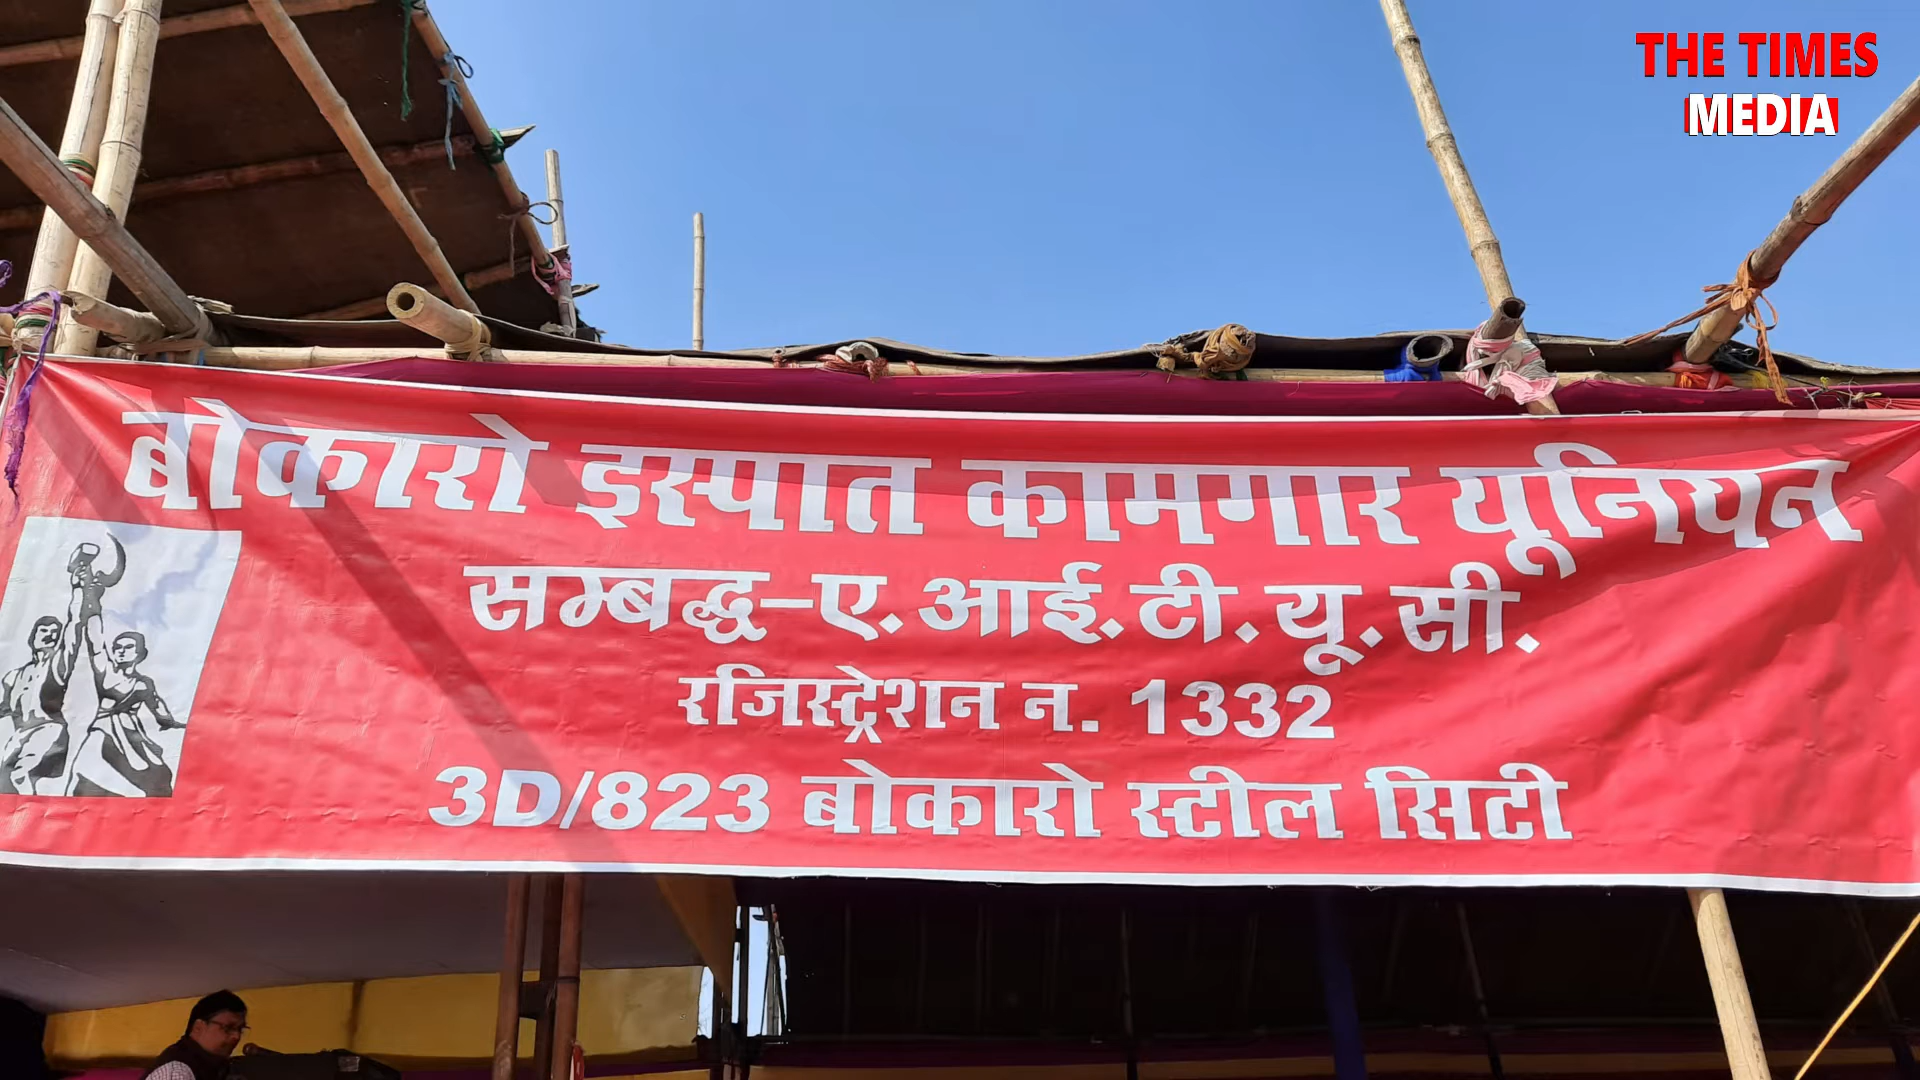 THE TIMES
MEDIA
बोकारो इस्पात कामगार यूनियन
सम्बद्ध-ए.आई.टी.यू.सी.
रजिस्ट्रेशन न. 1332
3D/823 बोकारो स्टील सिटी